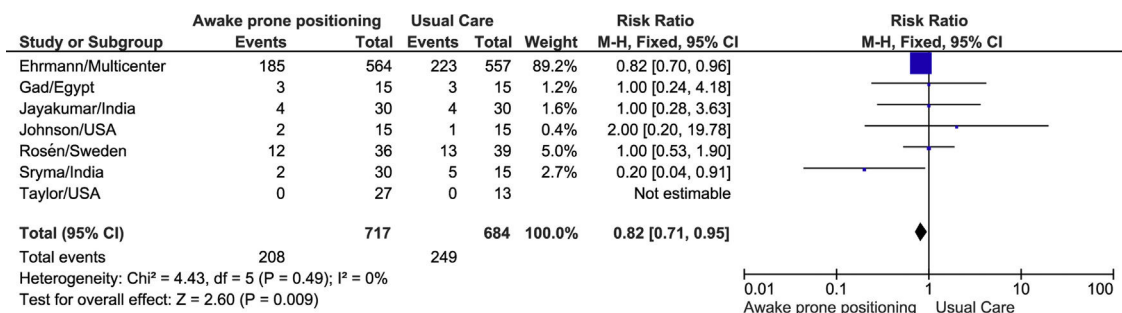 Awake prone positioning Usual Care Risk Ratio Risk Ratio
Study or Subgroup Events Total Events Total Weight M-H, Fixed, 95% CI M-H, Fixed, 95% CI
Ehrmann/Multicenter 185 564 223 557 89.2% 0.82 [0.70, 0.96]
Gad/Egypt 3 15 3 15 1.2% 1.00 [0.24, 4.18]
Jayakumar/India 4 30 4 30 1.6% 1.00 [0.28, 3.63]
Johnson/USA 2 15 1 15 0.4% 2.00 [0.20, 19.78]
Rosén/Sweden 12 36 13 39 5.0% 1.00 [0.53, 1.90]
Sryma/India 2 30 5 15 2.7% 0.20 [0.04, 0.91]
Taylor/USA 0 27 0 13 Not estimable
Total (95% CI) 717 684 100.0% 0.82 [0.71, 0.95]
Total events 208 249
Heterogeneity: Chi² = 4.43, df = 5 (P = 0.49); I² = 0%
Test for overall effect: Z = 2.60 (P = 0.009)
0.01 0.1 1 10 100
Awake prone positioning Usual Care